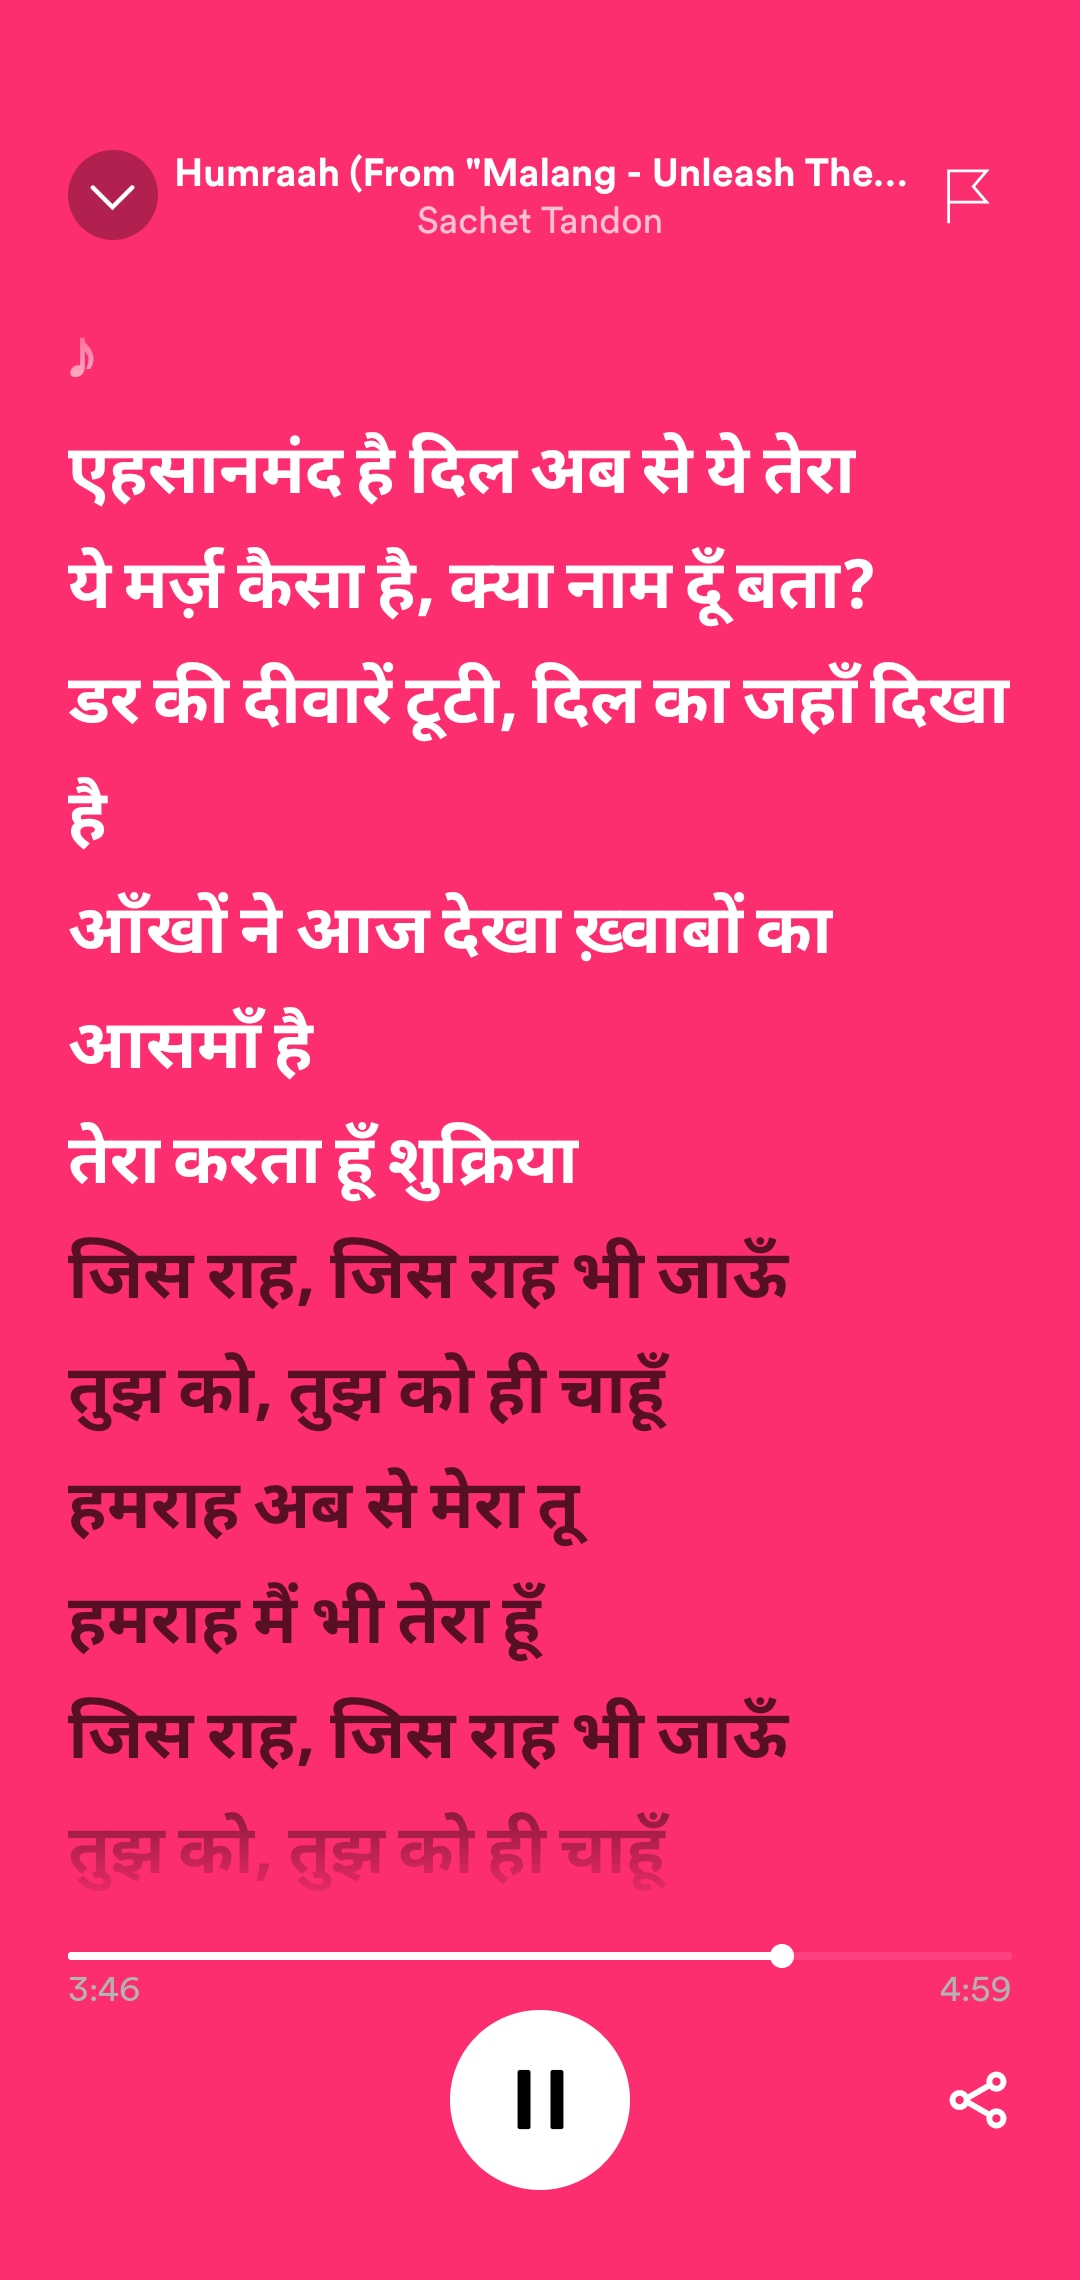 Humraah (From "Malang - Unleash The...
Sachet Tandon
♪
एहसानमंद है दिल अब से ये तेरा
ये मर्ज़ कैसा है, क्या नाम दूँ बता?
डर की दीवारें टूटी, दिल का जहाँ दिखा
है
आँखों ने आज देखा ख़्वाबों का
आसमाँ है
तेरा करता हूँ शुक्रिया
जिस राह, जिस राह भी जाऊँ
तुझ को, तुझ को ही चाहूँ
हमराह अब से मेरा तू
हमराह मैं भी तेरा हूँ
जिस राह, जिस राह भी जाऊँ
तुझ को, तुझ को ही चाहूँ
3:46
4:59